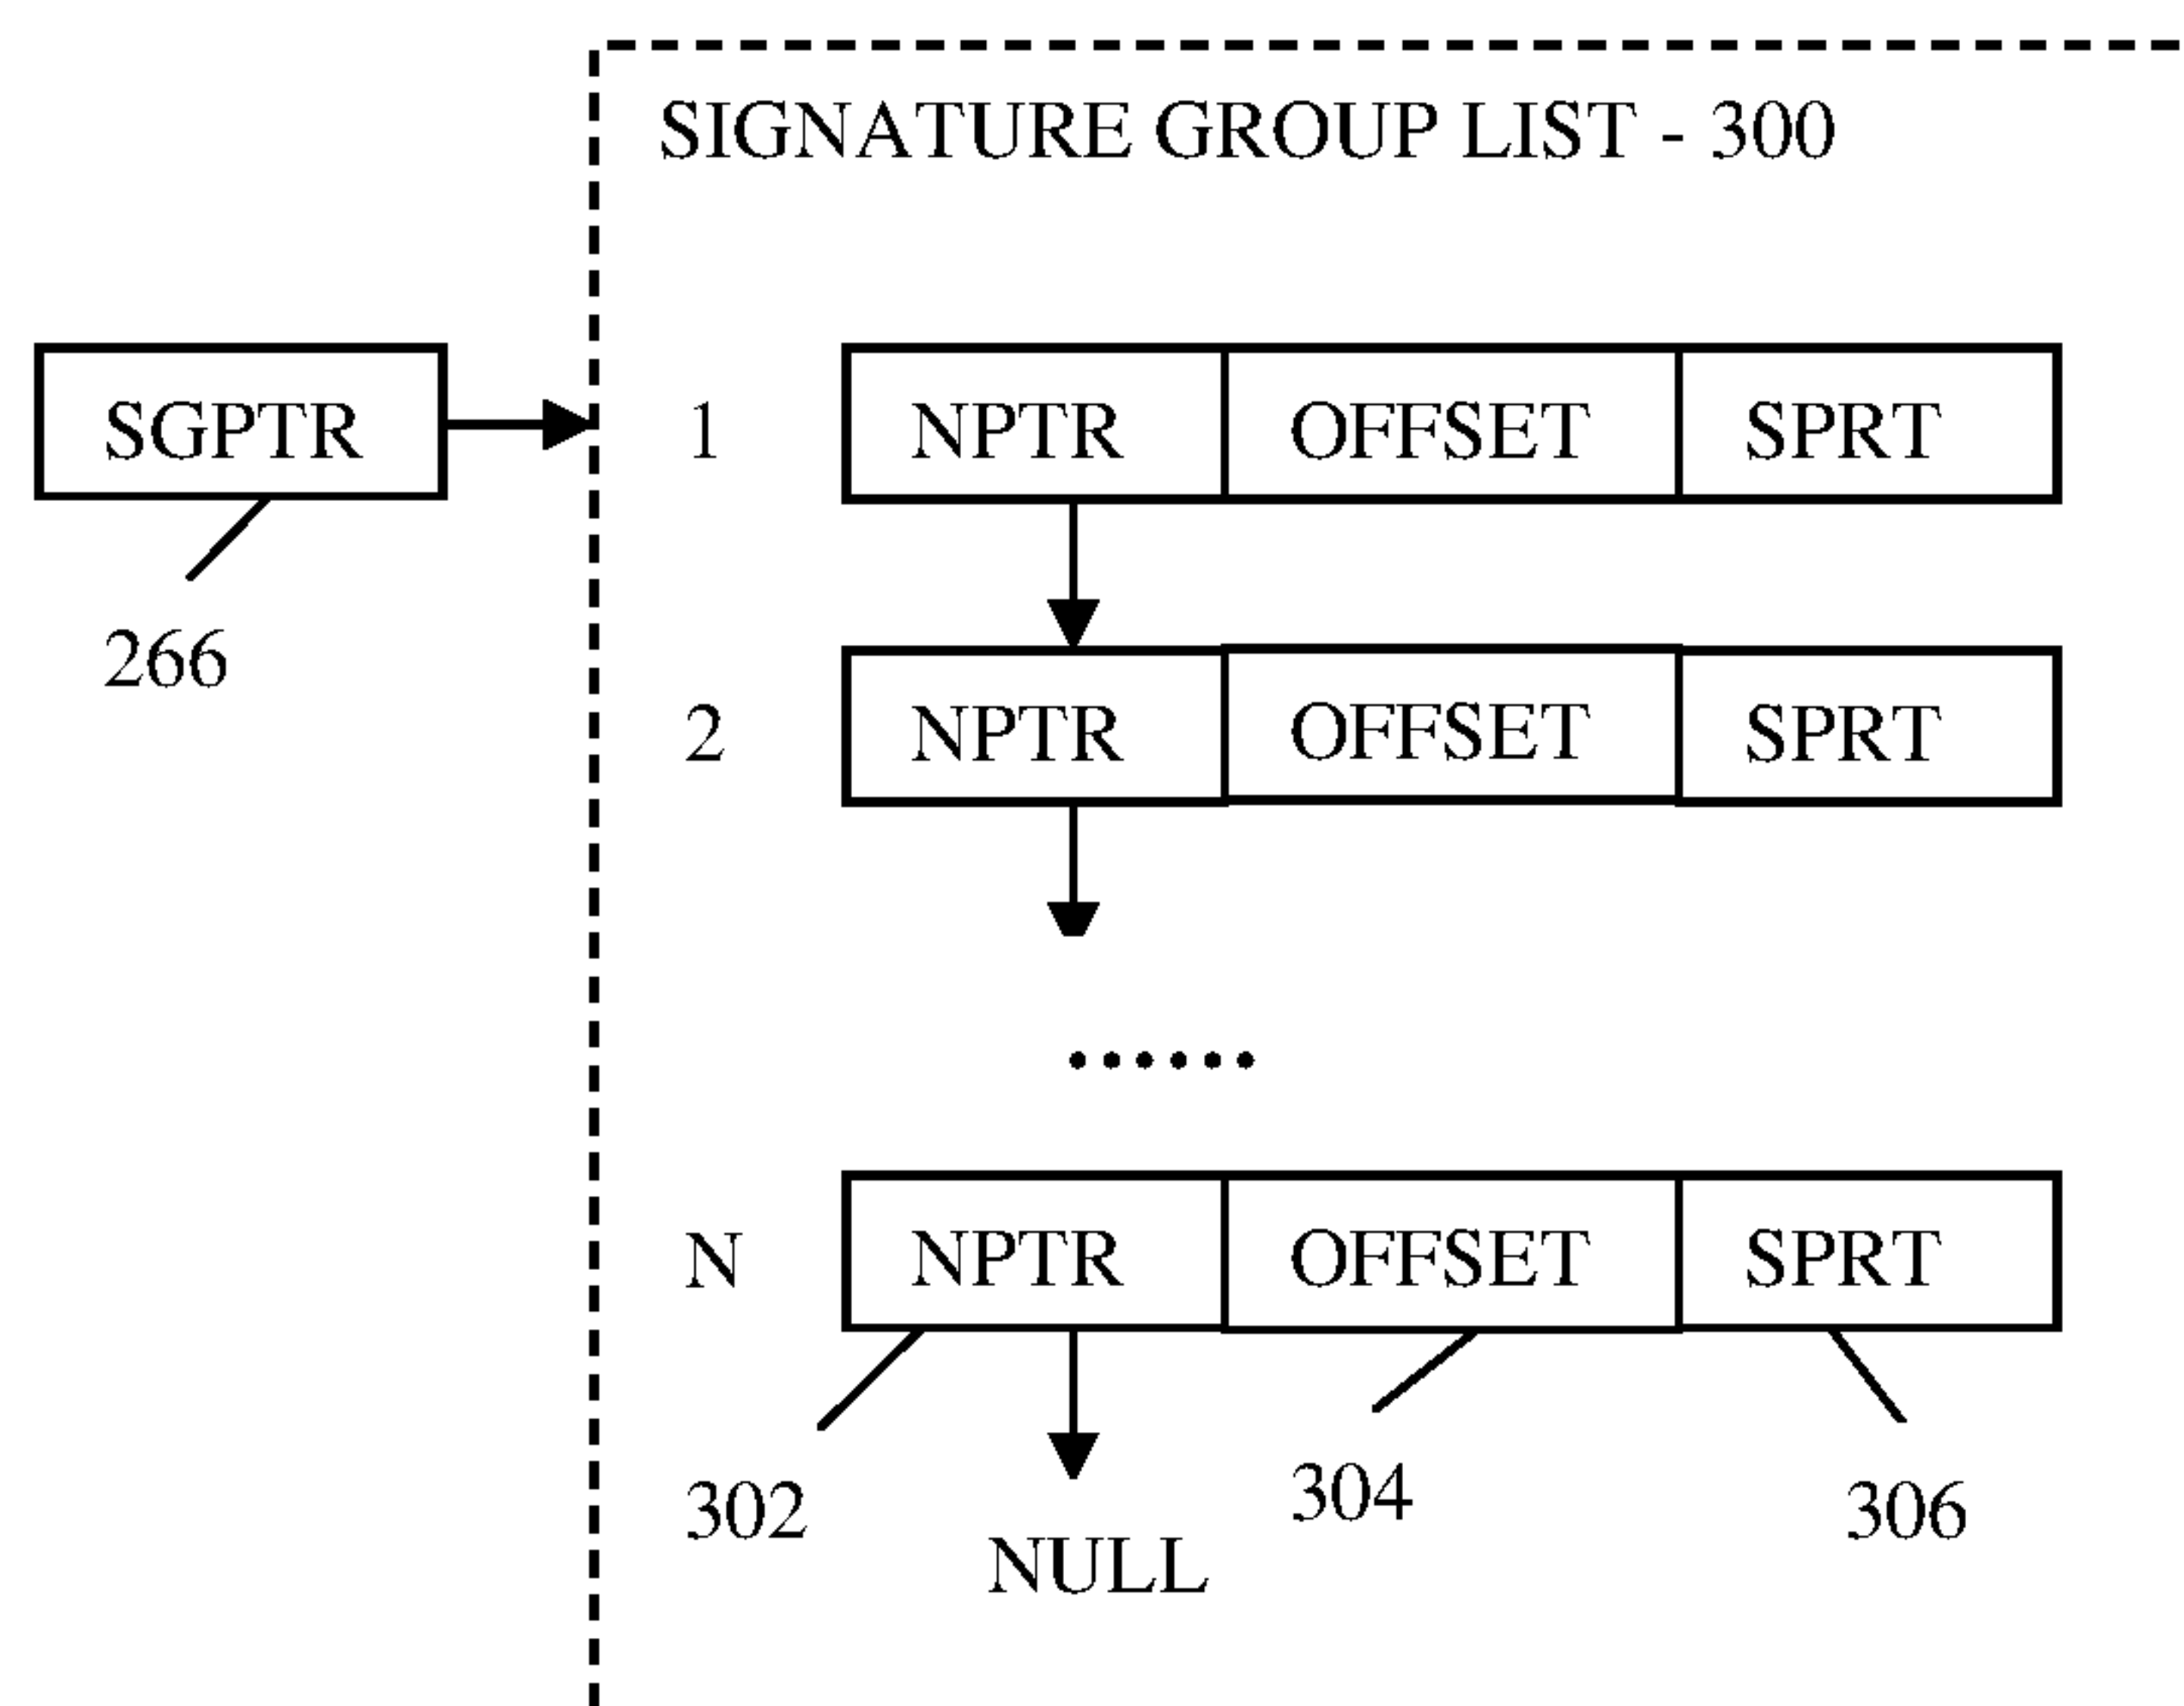 SIGNATURE GROUP LIST - 300
SGPTR
1 NPTR OFFSET SPRT
266
2 NPTR OFFSET SPRT
......
N NPTR OFFSET SPRT
302 304 306
NULL